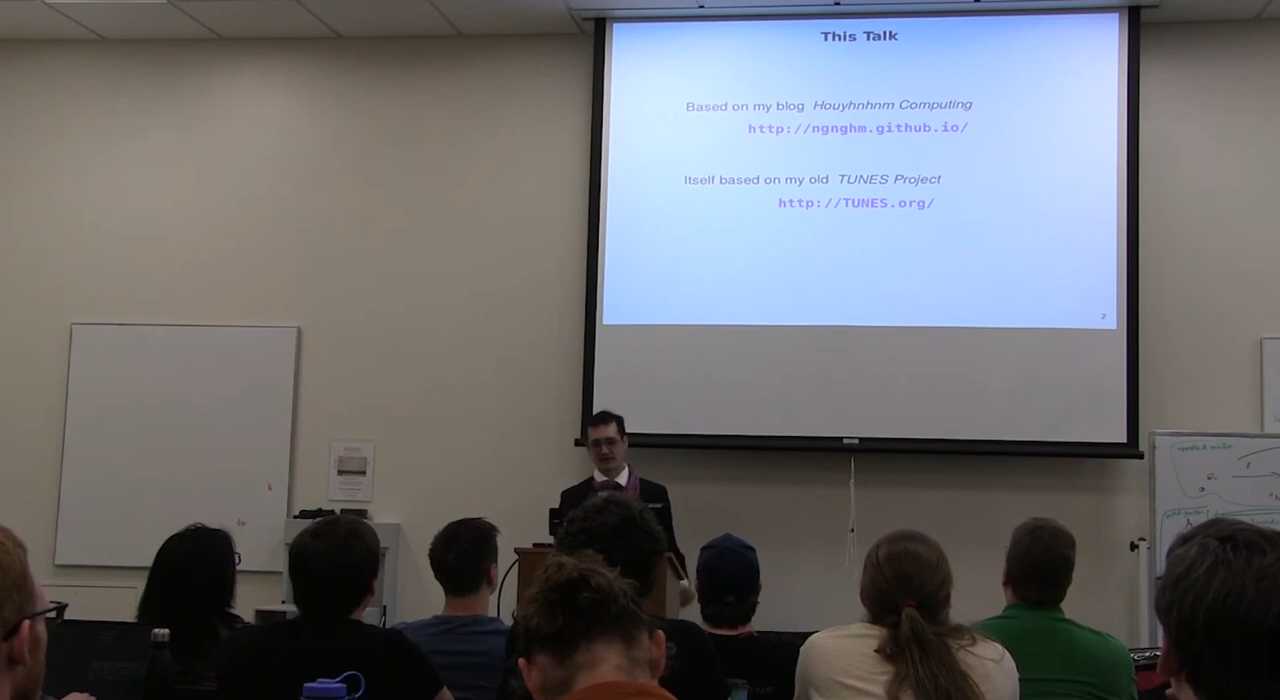 This Talk
Based on my blog Houyhnhnm Computing
http://ngnghm.github.io/
Itself based on my old TUNES Project
http://TUNES.org/
2